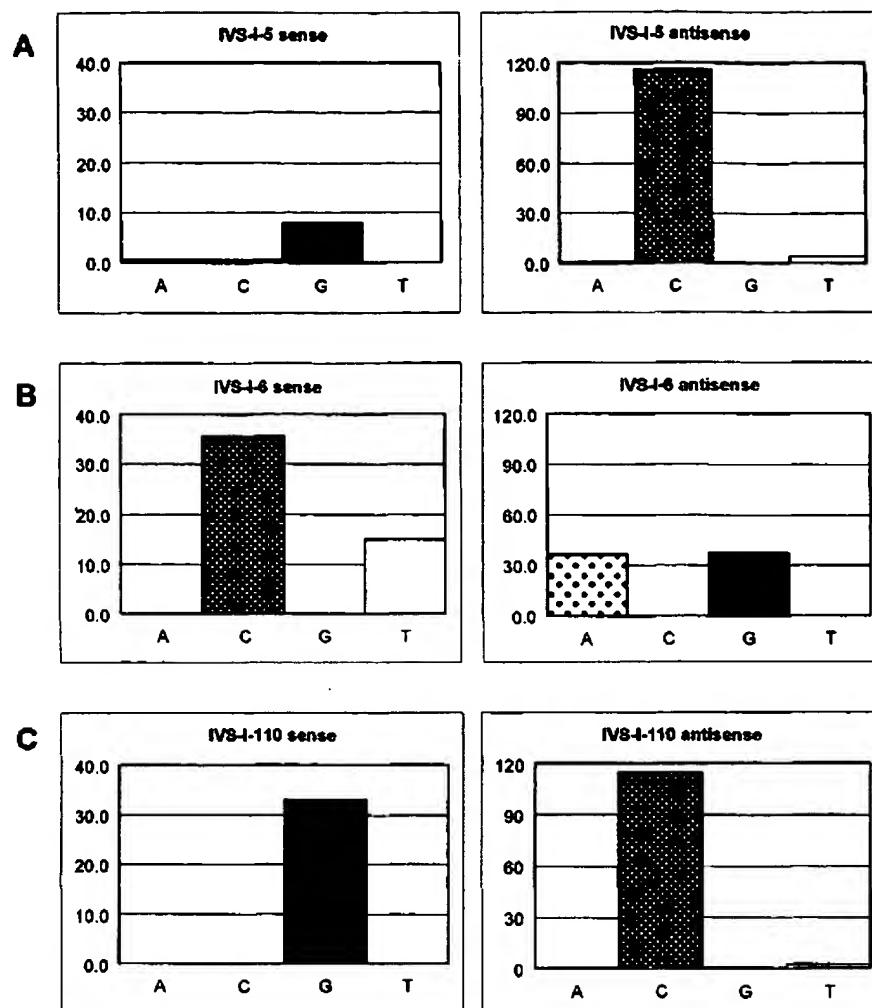 A
IVS-I-5 sense
40.0
30.0
20.0
10.0
0.0
A C G T
IVS-I-5 antisense
120.0
90.0
60.0
30.0
0.0
A C G T
B
IVS-I-6 sense
40.0
30.0
20.0
10.0
0.0
A C G T
IVS-I-6 antisense
120.0
90.0
60.0
30.0
0.0
A C G T
C
IVS-I-110 sense
40.0
30.0
20.0
10.0
0.0
A C G T
IVS-I-110 antisense
120
90
60
30
0
A C G T